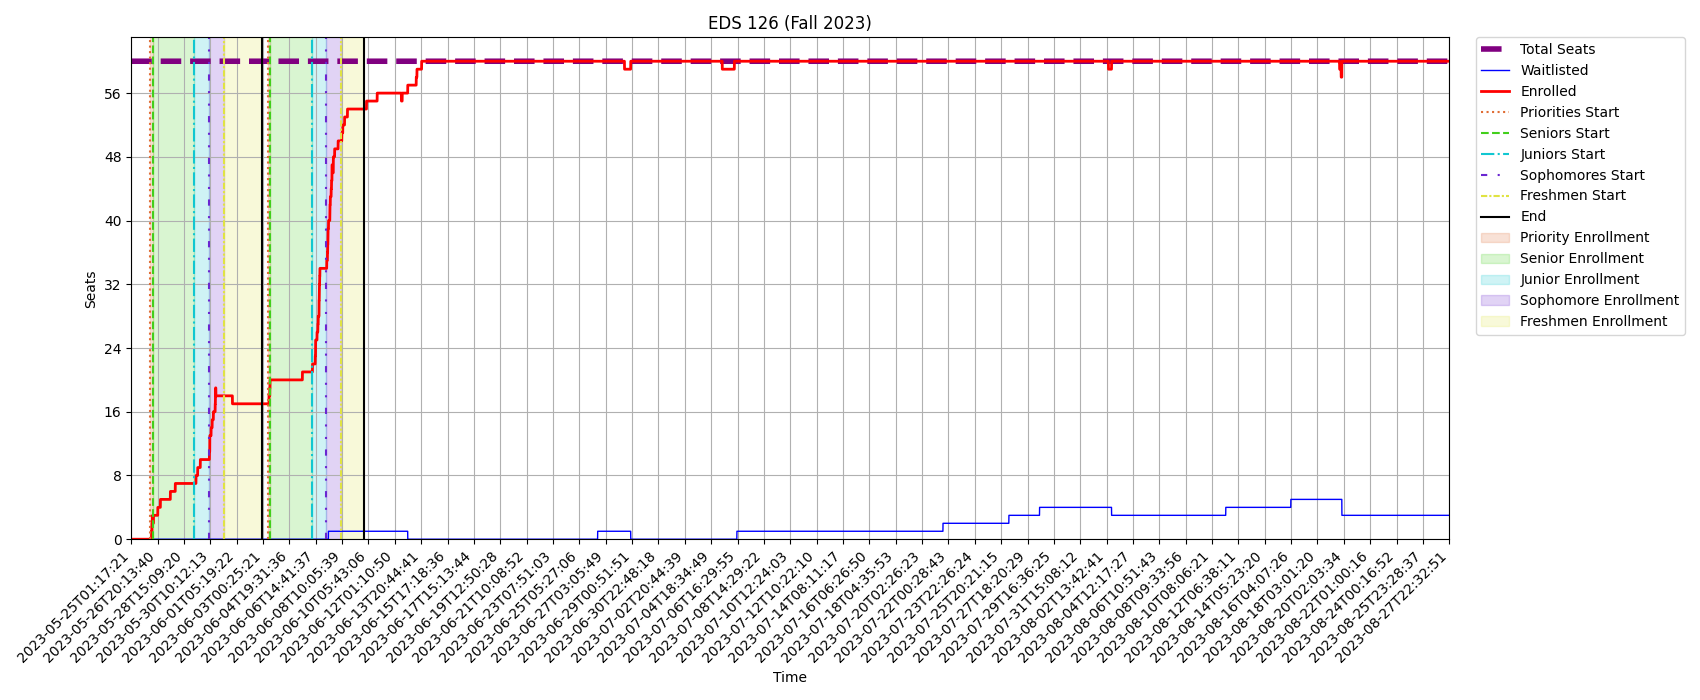 EDS 126 (Fall 2023)
Seats
56
48
40
32
24
16
8
0
2023-05-25T01:17:21
2023-05-26T20:13:40
2023-05-28T15:09:20
2023-05-30T10:12:13
2023-06-01T05:19:22
2023-06-03T00:25:21
2023-06-04T19:31:36
2023-06-06T14:41:37
2023-06-08T10:05:39
2023-06-10T05:43:06
2023-06-12T01:10:50
2023-06-13T20:44:41
2023-06-15T17:18:36
2023-06-17T15:13:44
2023-06-19T12:50:28
2023-06-21T10:08:52
2023-06-23T07:51:03
2023-06-25T05:27:06
2023-06-27T03:05:49
2023-06-29T00:51:51
2023-06-30T22:48:18
2023-07-02T20:44:39
2023-07-04T18:34:49
2023-07-06T16:29:55
2023-07-08T14:29:22
2023-07-10T12:24:03
2023-07-12T10:22:10
2023-07-14T08:11:17
2023-07-16T06:26:50
2023-07-18T04:35:53
2023-07-20T02:26:23
2023-07-22T00:28:43
2023-07-23T22:26:24
2023-07-25T20:21:15
2023-07-27T18:20:29
2023-07-29T16:36:25
2023-07-31T15:08:12
2023-08-02T13:42:41
2023-08-04T12:17:27
2023-08-06T10:51:43
2023-08-08T09:33:56
2023-08-10T08:06:21
2023-08-12T06:38:11
2023-08-14T05:23:20
2023-08-16T04:07:26
2023-08-18T03:01:20
2023-08-20T02:03:34
2023-08-22T01:00:16
2023-08-24T00:16:52
2023-08-25T23:28:37
2023-08-27T22:32:51
Time
Total Seats
Waitlisted
Enrolled
Priorities Start
Seniors Start
Juniors Start
Sophomores Start
Freshmen Start
End
Priority Enrollment
Senior Enrollment
Junior Enrollment
Sophomore Enrollment
Freshmen Enrollment